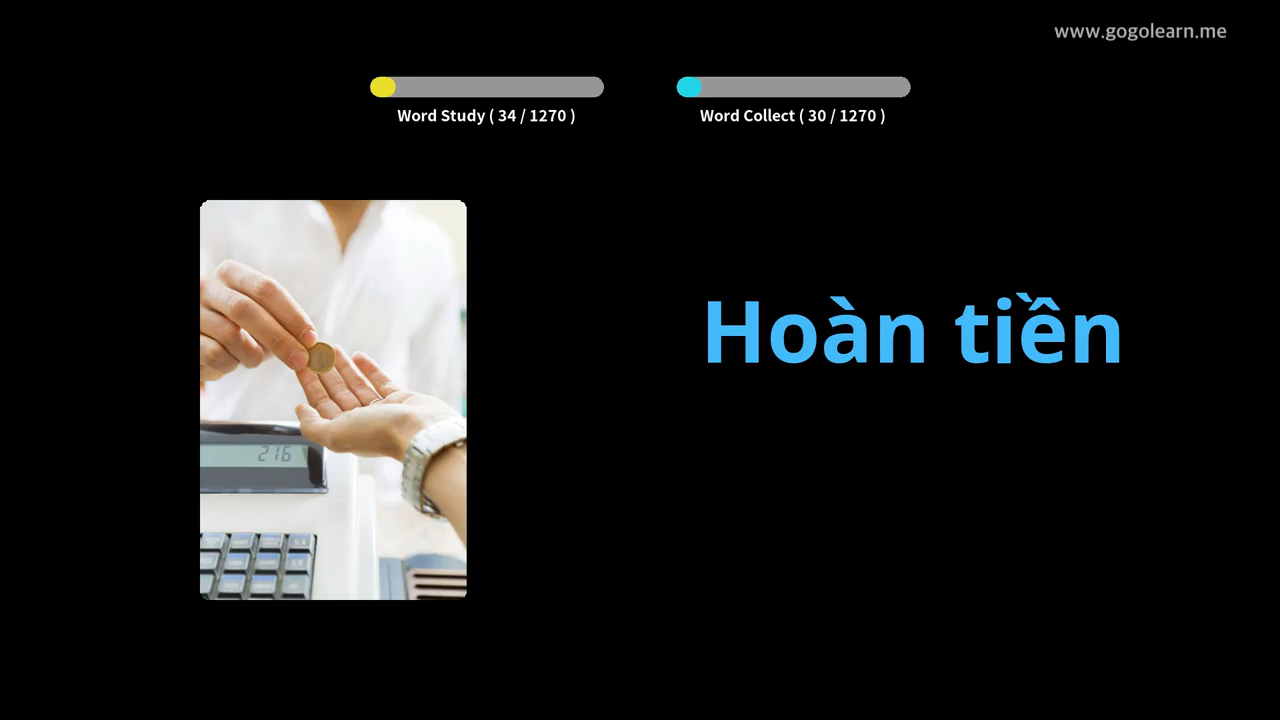 www.gogolearn.me
Word Study ( 34 / 1270 )
Word Collect ( 30 / 1270 )
Hoàn tiền
216